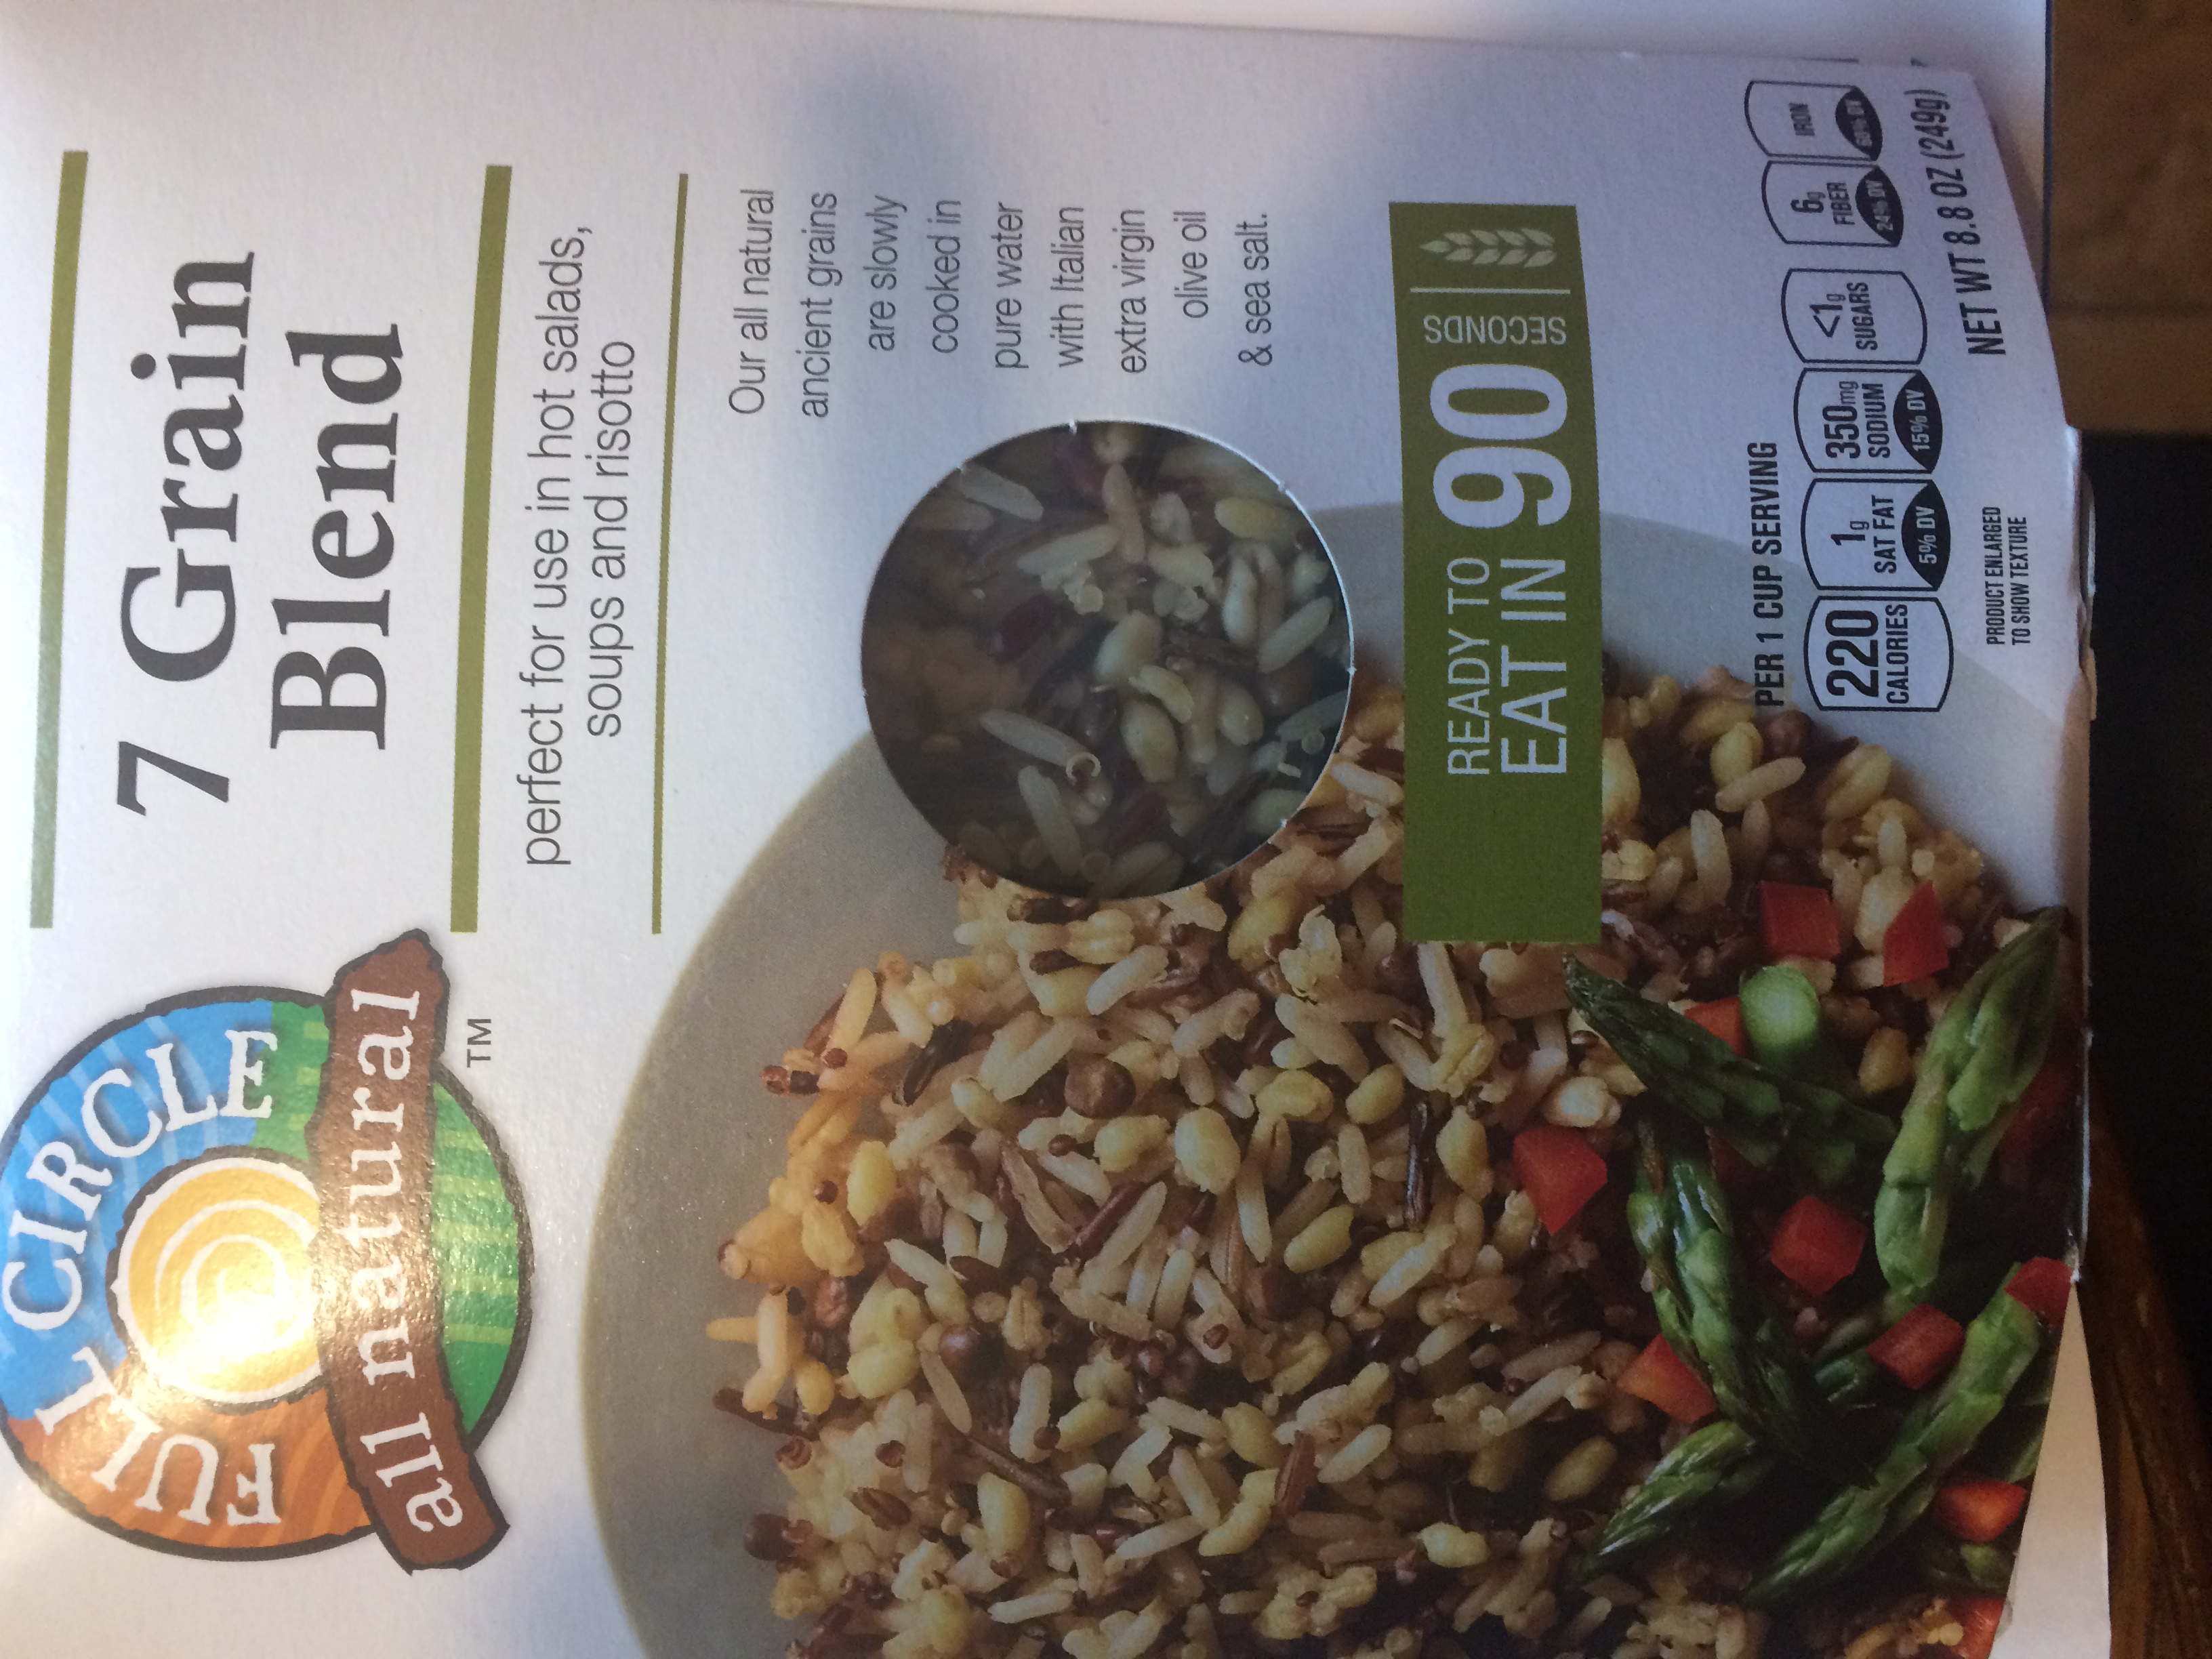 FULL CIRCLE
all natural
TM
7 Grain
Blend
perfect for use in hot salads,
soups and risotto
Our all natural
ancient grains
are slowly
cooked in
pure water
with Italian
extra virgin
olive oil
& sea salt.
READY TO
EAT IN 90 SECONDS
PER 1 CUP SERVING
220
CALORIES
1g
SAT FAT
5% DV
350mg
SODIUM
15% DV
<1g
SUGARS
6g
FIBER
24% DV
IRON
60% DV
PRODUCT ENLARGED
TO SHOW TEXTURE
NET WT 8.8 OZ (249g)